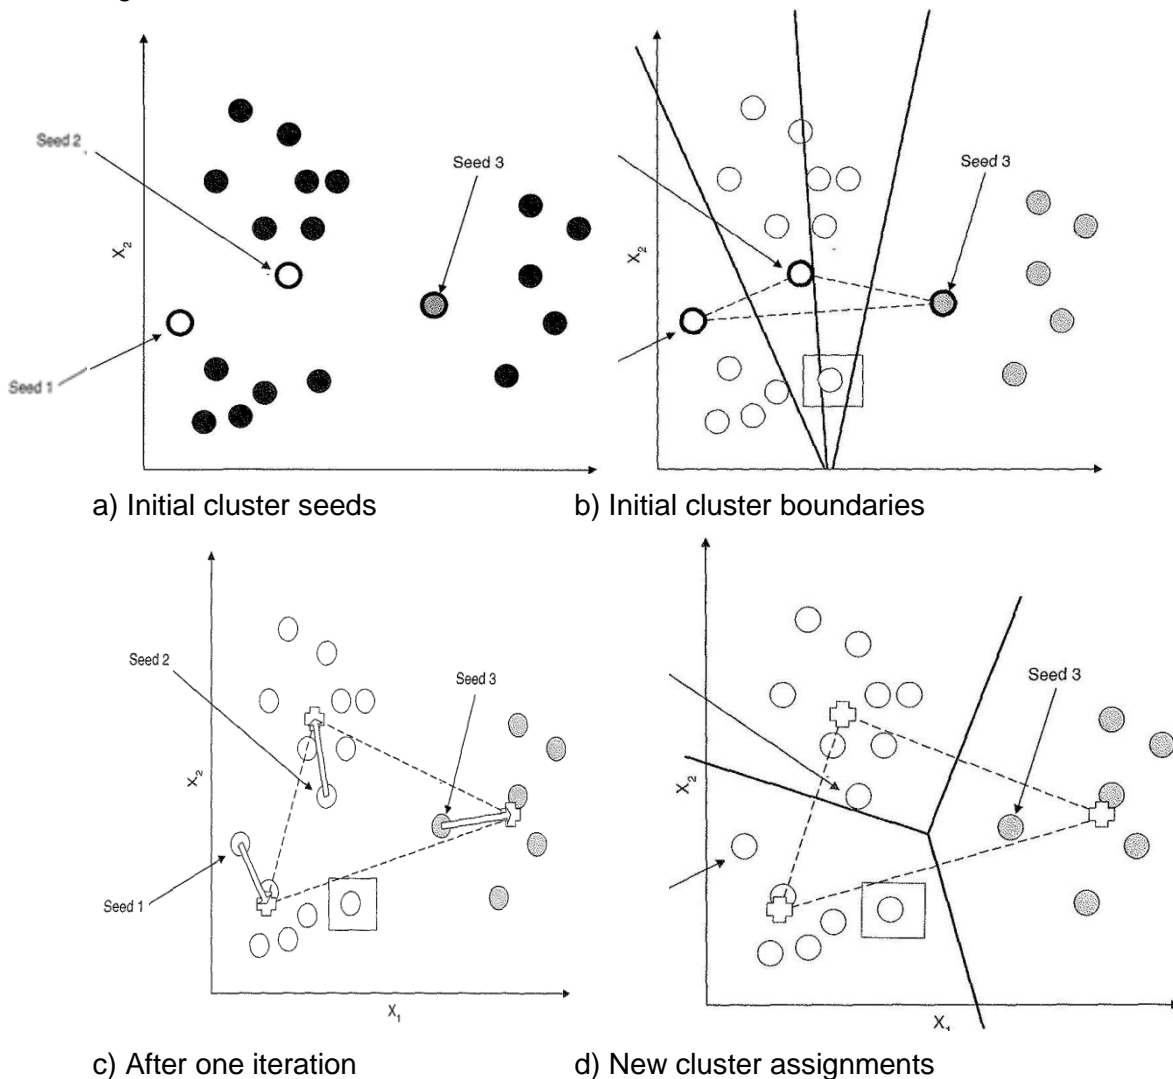 Seed 2
Seed 3
X₂
Seed 1
a) Initial cluster seeds
X₂
Seed 3
b) Initial cluster boundaries
Seed 2
Seed 3
X₂
Seed 1
X₁
c) After one iteration
X₂
Seed 3
X₁
d) New cluster assignments